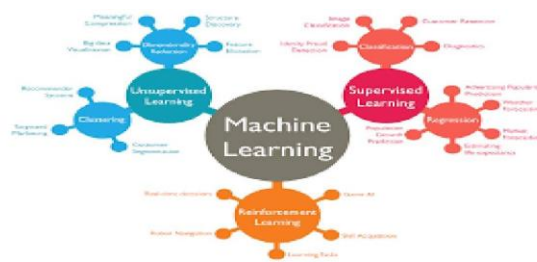 Meaningful
Compression
Structure
Discovery
Big data
Visualisation
Dimensionality
Reduction
Feature
Elicitation
Unsupervised
Learning
Recommender
Systems
Clustering
Targeted
Marketing
Customer
Segmentation
Machine
Learning
Image
Classification
Customer Retention
Identity Fraud
Detection
Classification
Diagnostics
Supervised
Learning
Advertising Popularity
Prediction
Weather
Forecasting
Regression
Population
Growth
Prediction
Market
Forecasting
Estimating
life expectancy
Real-time decisions
Game AI
Reinforcement
Learning
Robot Navigation
Skill Acquisition
Learning Tasks